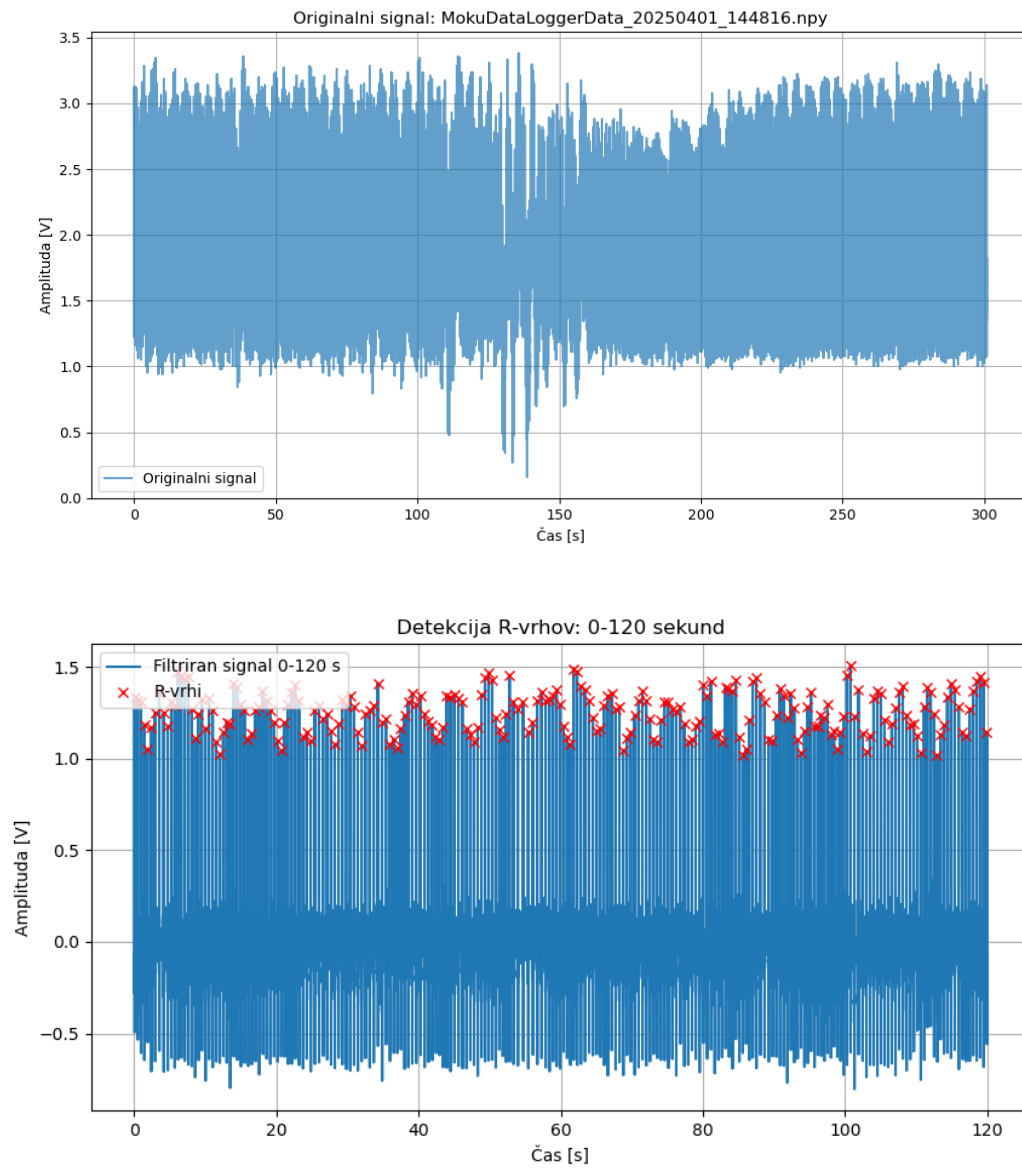 Originalni signal: MokuDataLoggerData_20250401_144816.npy
3.5
3.0
2.5
2.0
1.5
1.0
0.5
0.0
Amplituda [V]
Originalni signal
0 50 100 150 200 250 300
Čas [s]
Detekcija R-vrhov: 0-120 sekund
1.5
1.0
0.5
0.0
−0.5
Amplituda [V]
Filtriran signal 0-120 s
R-vrhi
0 20 40 60 80 100 120
Čas [s]